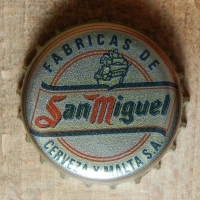 FABRICAS DE
San Miguel
CERVEZA Y MALTA S.A.